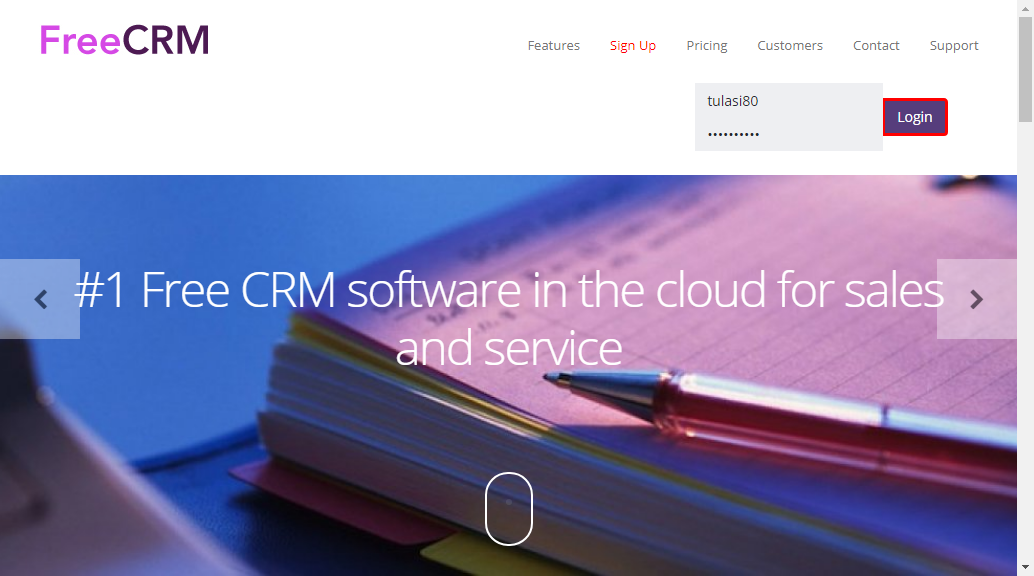 FreeCRM
Features Sign Up Pricing Customers Contact Support
tulasi80
••••••••••
Login
#1 Free CRM software in the cloud for sales
and service